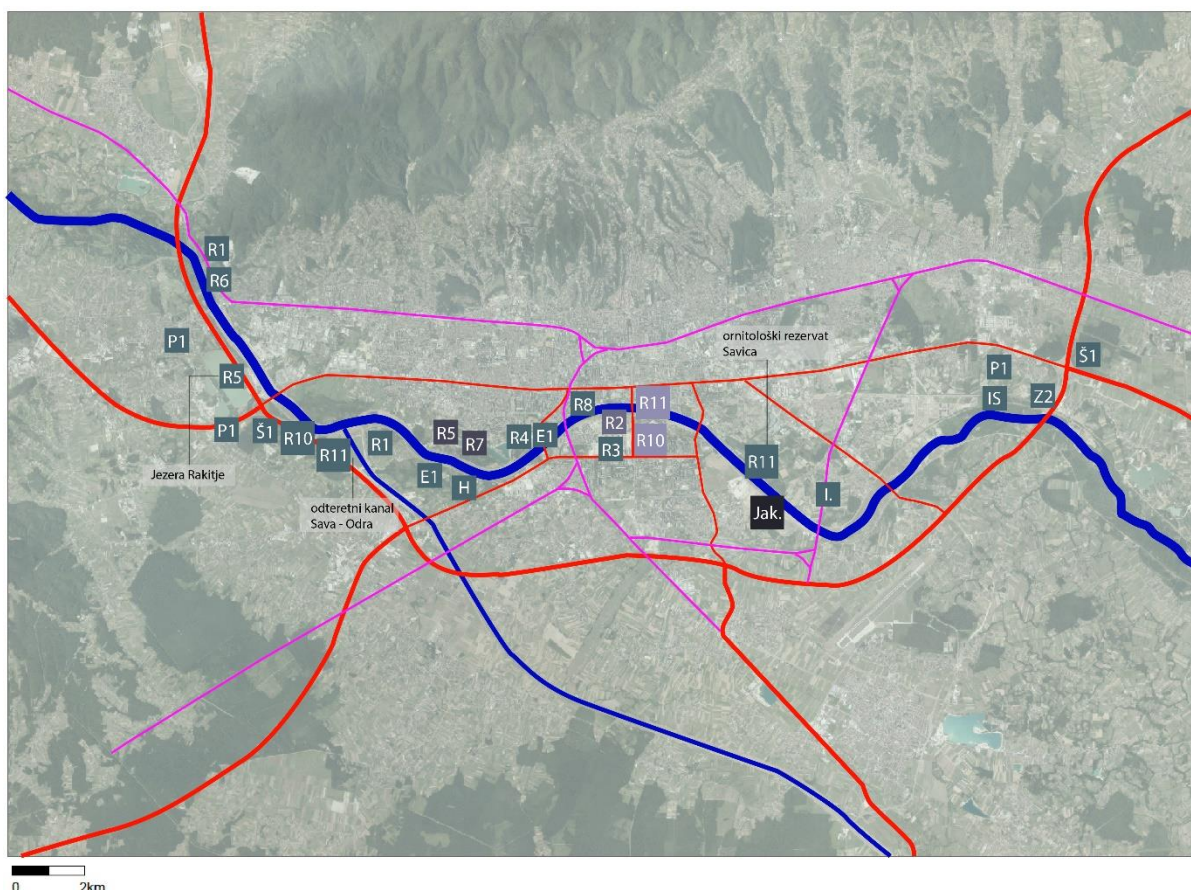 R1
R6
P1
R5
P1
Š1
R10
R11
R1
R5
R7
E1
H
R4
E1
R8
R11
R2
R10
R3
ornitološki rezervat
Savica
R11
Jak.
I.
P1
IS
Z2
Š1
Jezera Rakitje
odteretni kanal
Sava - Odra
0 2km